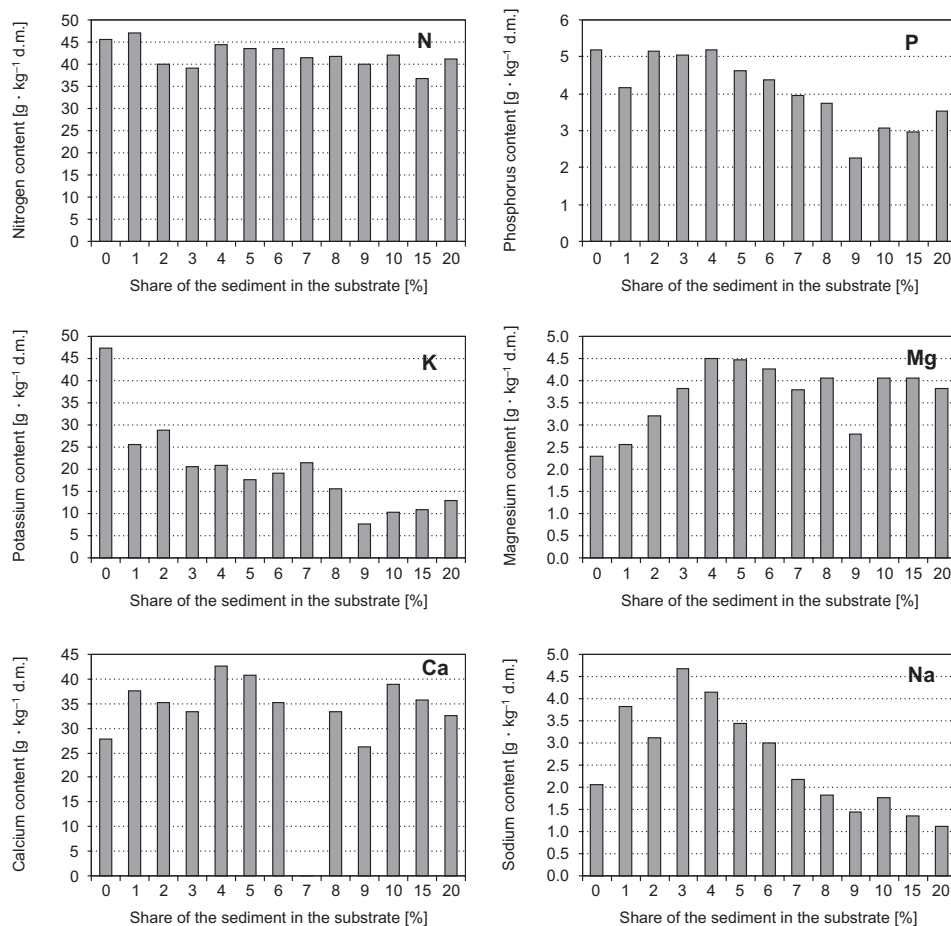 Nitrogen content [g · kg⁻¹ d.m.]
50
45
40
35
30
25
20
15
10
5
0
N
0 1 2 3 4 5 6 7 8 9 10 15 20
Share of the sediment in the substrate [%]
Phosphorus content [g · kg⁻¹ d.m.]
6
5
4
3
2
1
0
P
0 1 2 3 4 5 6 7 8 9 10 15 20
Share of the sediment in the substrate [%]
Potassium content [g · kg⁻¹ d.m.]
50
45
40
35
30
25
20
15
10
5
0
K
0 1 2 3 4 5 6 7 8 9 10 15 20
Share of the sediment in the substrate [%]
Magnesium content [g · kg⁻¹ d.m.]
5.0
4.5
4.0
3.5
3.0
2.5
2.0
1.5
1.0
0.5
0.0
Mg
0 1 2 3 4 5 6 7 8 9 10 15 20
Share of the sediment in the substrate [%]
Calcium content [g · kg⁻¹ d.m.]
45
40
35
30
25
20
15
10
5
0
Ca
0 1 2 3 4 5 6 7 8 9 10 15 20
Share of the sediment in the substrate [%]
Sodium content [g · kg⁻¹ d.m.]
5.0
4.5
4.0
3.5
3.0
2.5
2.0
1.5
1.0
0.5
0.0
Na
0 1 2 3 4 5 6 7 8 9 10 15 20
Share of the sediment in the substrate [%]